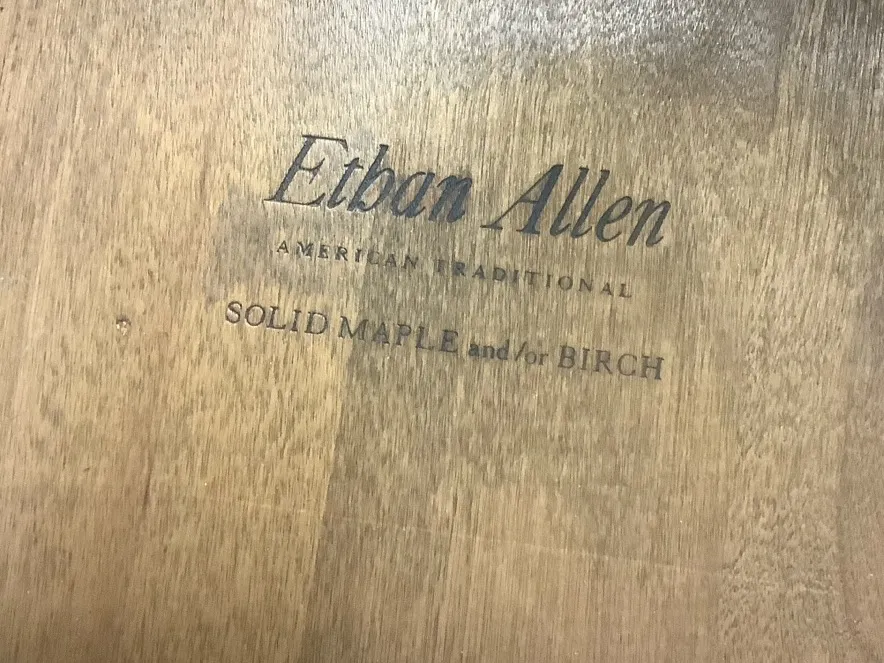 Ethan Allen
AMERICAN TRADITIONAL
SOLID MAPLE and/or BIRCH